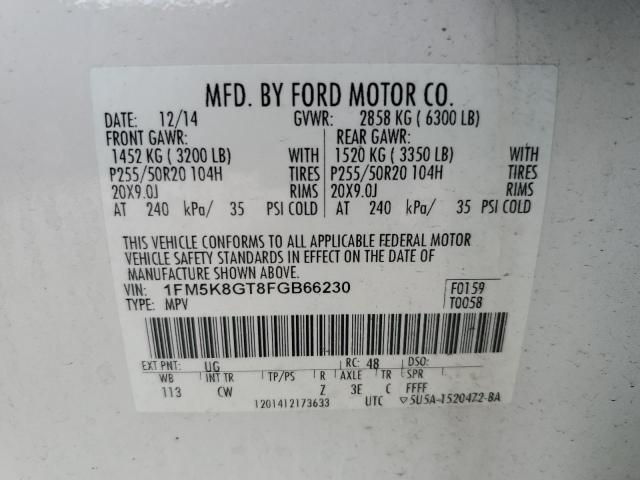 MFD. BY FORD MOTOR CO.
DATE: 12/14 GVWR: 2858 KG ( 6300 LB)
FRONT GAWR: REAR GAWR:
1452 KG ( 3200 LB) WITH 1520 KG ( 3350 LB) WITH
P255/50R20 104H TIRES P255/50R20 104H TIRES
20X9.0J RIMS 20X9.0J RIMS
AT 240 kPa/ 35 PSI COLD AT 240 kPa/ 35 PSI COLD
THIS VEHICLE CONFORMS TO ALL APPLICABLE FEDERAL MOTOR
VEHICLE SAFETY STANDARDS IN EFFECT ON THE DATE OF
MANUFACTURE SHOWN ABOVE.
VIN: 1FM5K8GT8FGB66230 F0159
TYPE: MPV T0058
EXT PNT: UG RC: 48 DSO:
WB INT TR TP/PS R AXLE TR SPR
113 CW Z 3E C FFFF
1201412173633 UTC ▽5U5A-1520472-BA